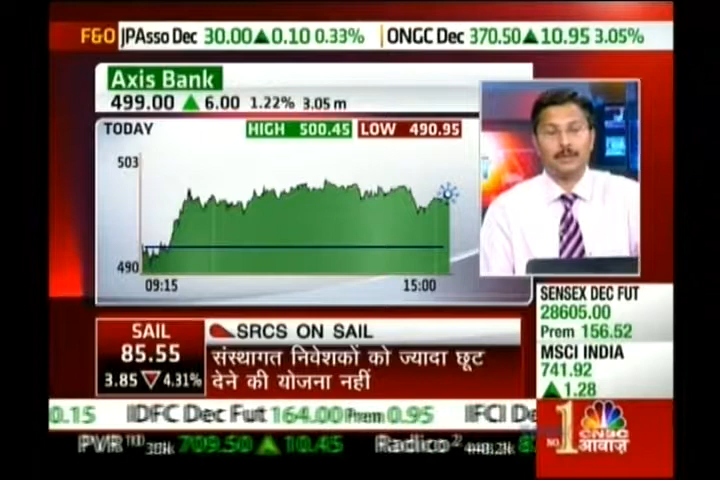 F&O JPAsso Dec 30.00▲0.10 0.33% ONGC Dec 370.50▲10.95 3.05%
Axis Bank
499.00 ▲ 6.00 1.22% 3.05 m
TODAY HIGH 500.45 LOW 490.95
503
490
09:15 15:00
SENSEX DEC FUT
28605.00
Prem 156.52
MSCI INDIA
741.92
▲1.28
SAIL
85.55
3.85 ▼ 4.31%
SRCS ON SAIL
संस्थागत निवेशकों को ज्यादा छूट
देने की योजना नहीं
0.15 IDFC Dec Fut 164.00 Prem 0.95 IFCI De
PVR 709.50 ▲ 10.45 Radico
NO. 1 CNBC
आवाज़